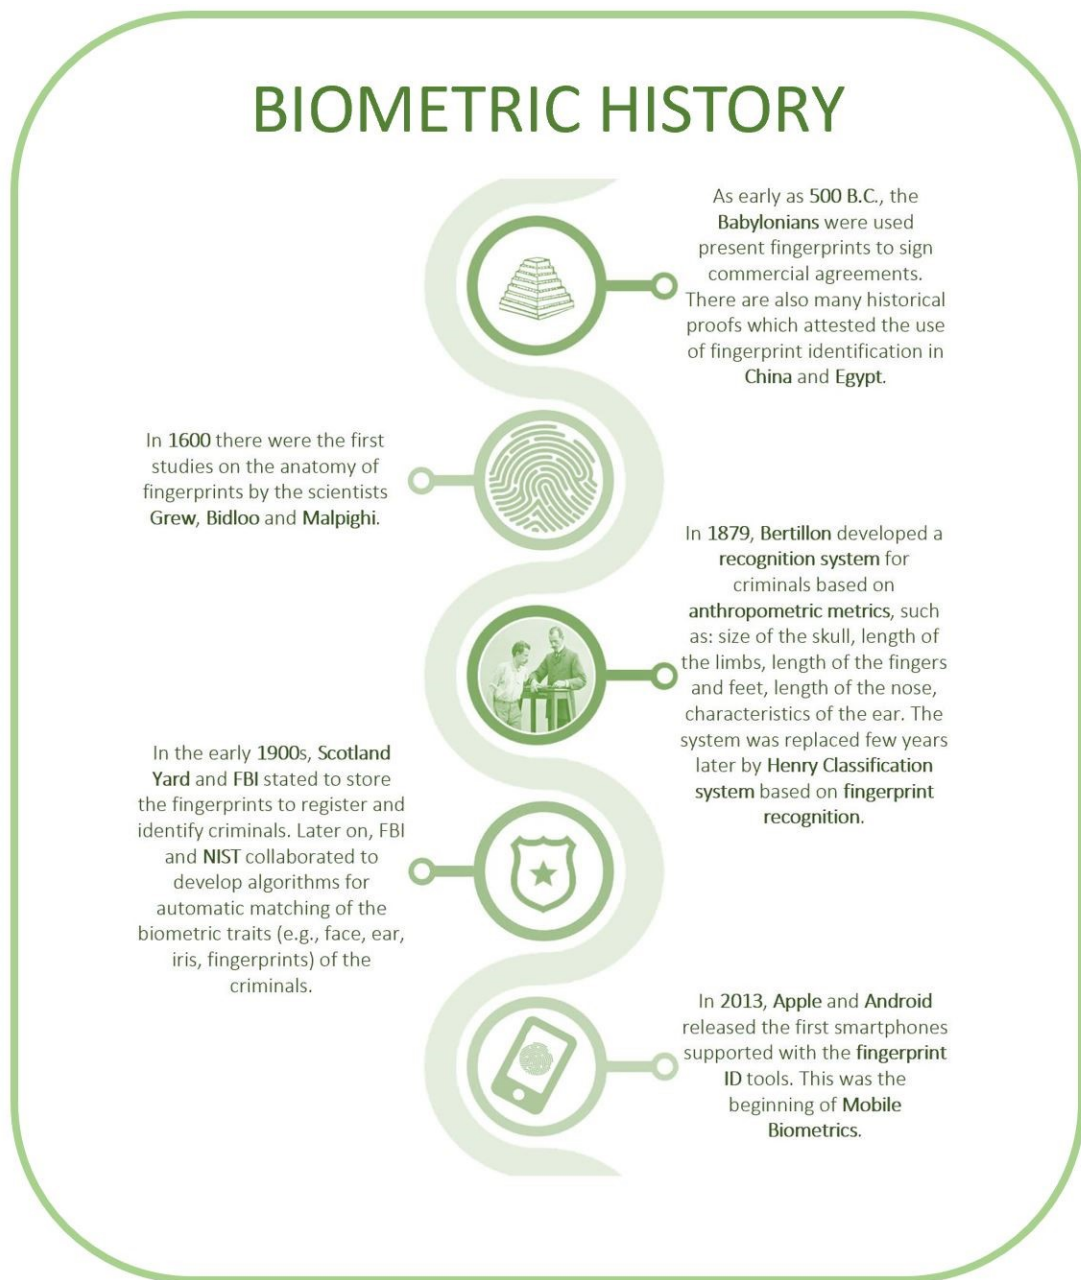 BIOMETRIC HISTORY
As early as 500 B.C., the
Babylonians were used
present fingerprints to sign
commercial agreements.
There are also many historical
proofs which attested the use
of fingerprint identification in
China and Egypt.
In 1600 there were the first
studies on the anatomy of
fingerprints by the scientists
Grew, Bidloo and Malpighi.
In 1879, Bertillon developed a
recognition system for
criminals based on
anthropometric metrics, such
as: size of the skull, length of
the limbs, length of the fingers
and feet, length of the nose,
characteristics of the ear. The
system was replaced few years
later by Henry Classification
system based on fingerprint
recognition.
In the early 1900s, Scotland
Yard and FBI stated to store
the fingerprints to register and
identify criminals. Later on, FBI
and NIST collaborated to
develop algorithms for
automatic matching of the
biometric traits (e.g., face, ear,
iris, fingerprints) of the
criminals.
In 2013, Apple and Android
released the first smartphones
supported with the fingerprint
ID tools. This was the
beginning of Mobile
Biometrics.